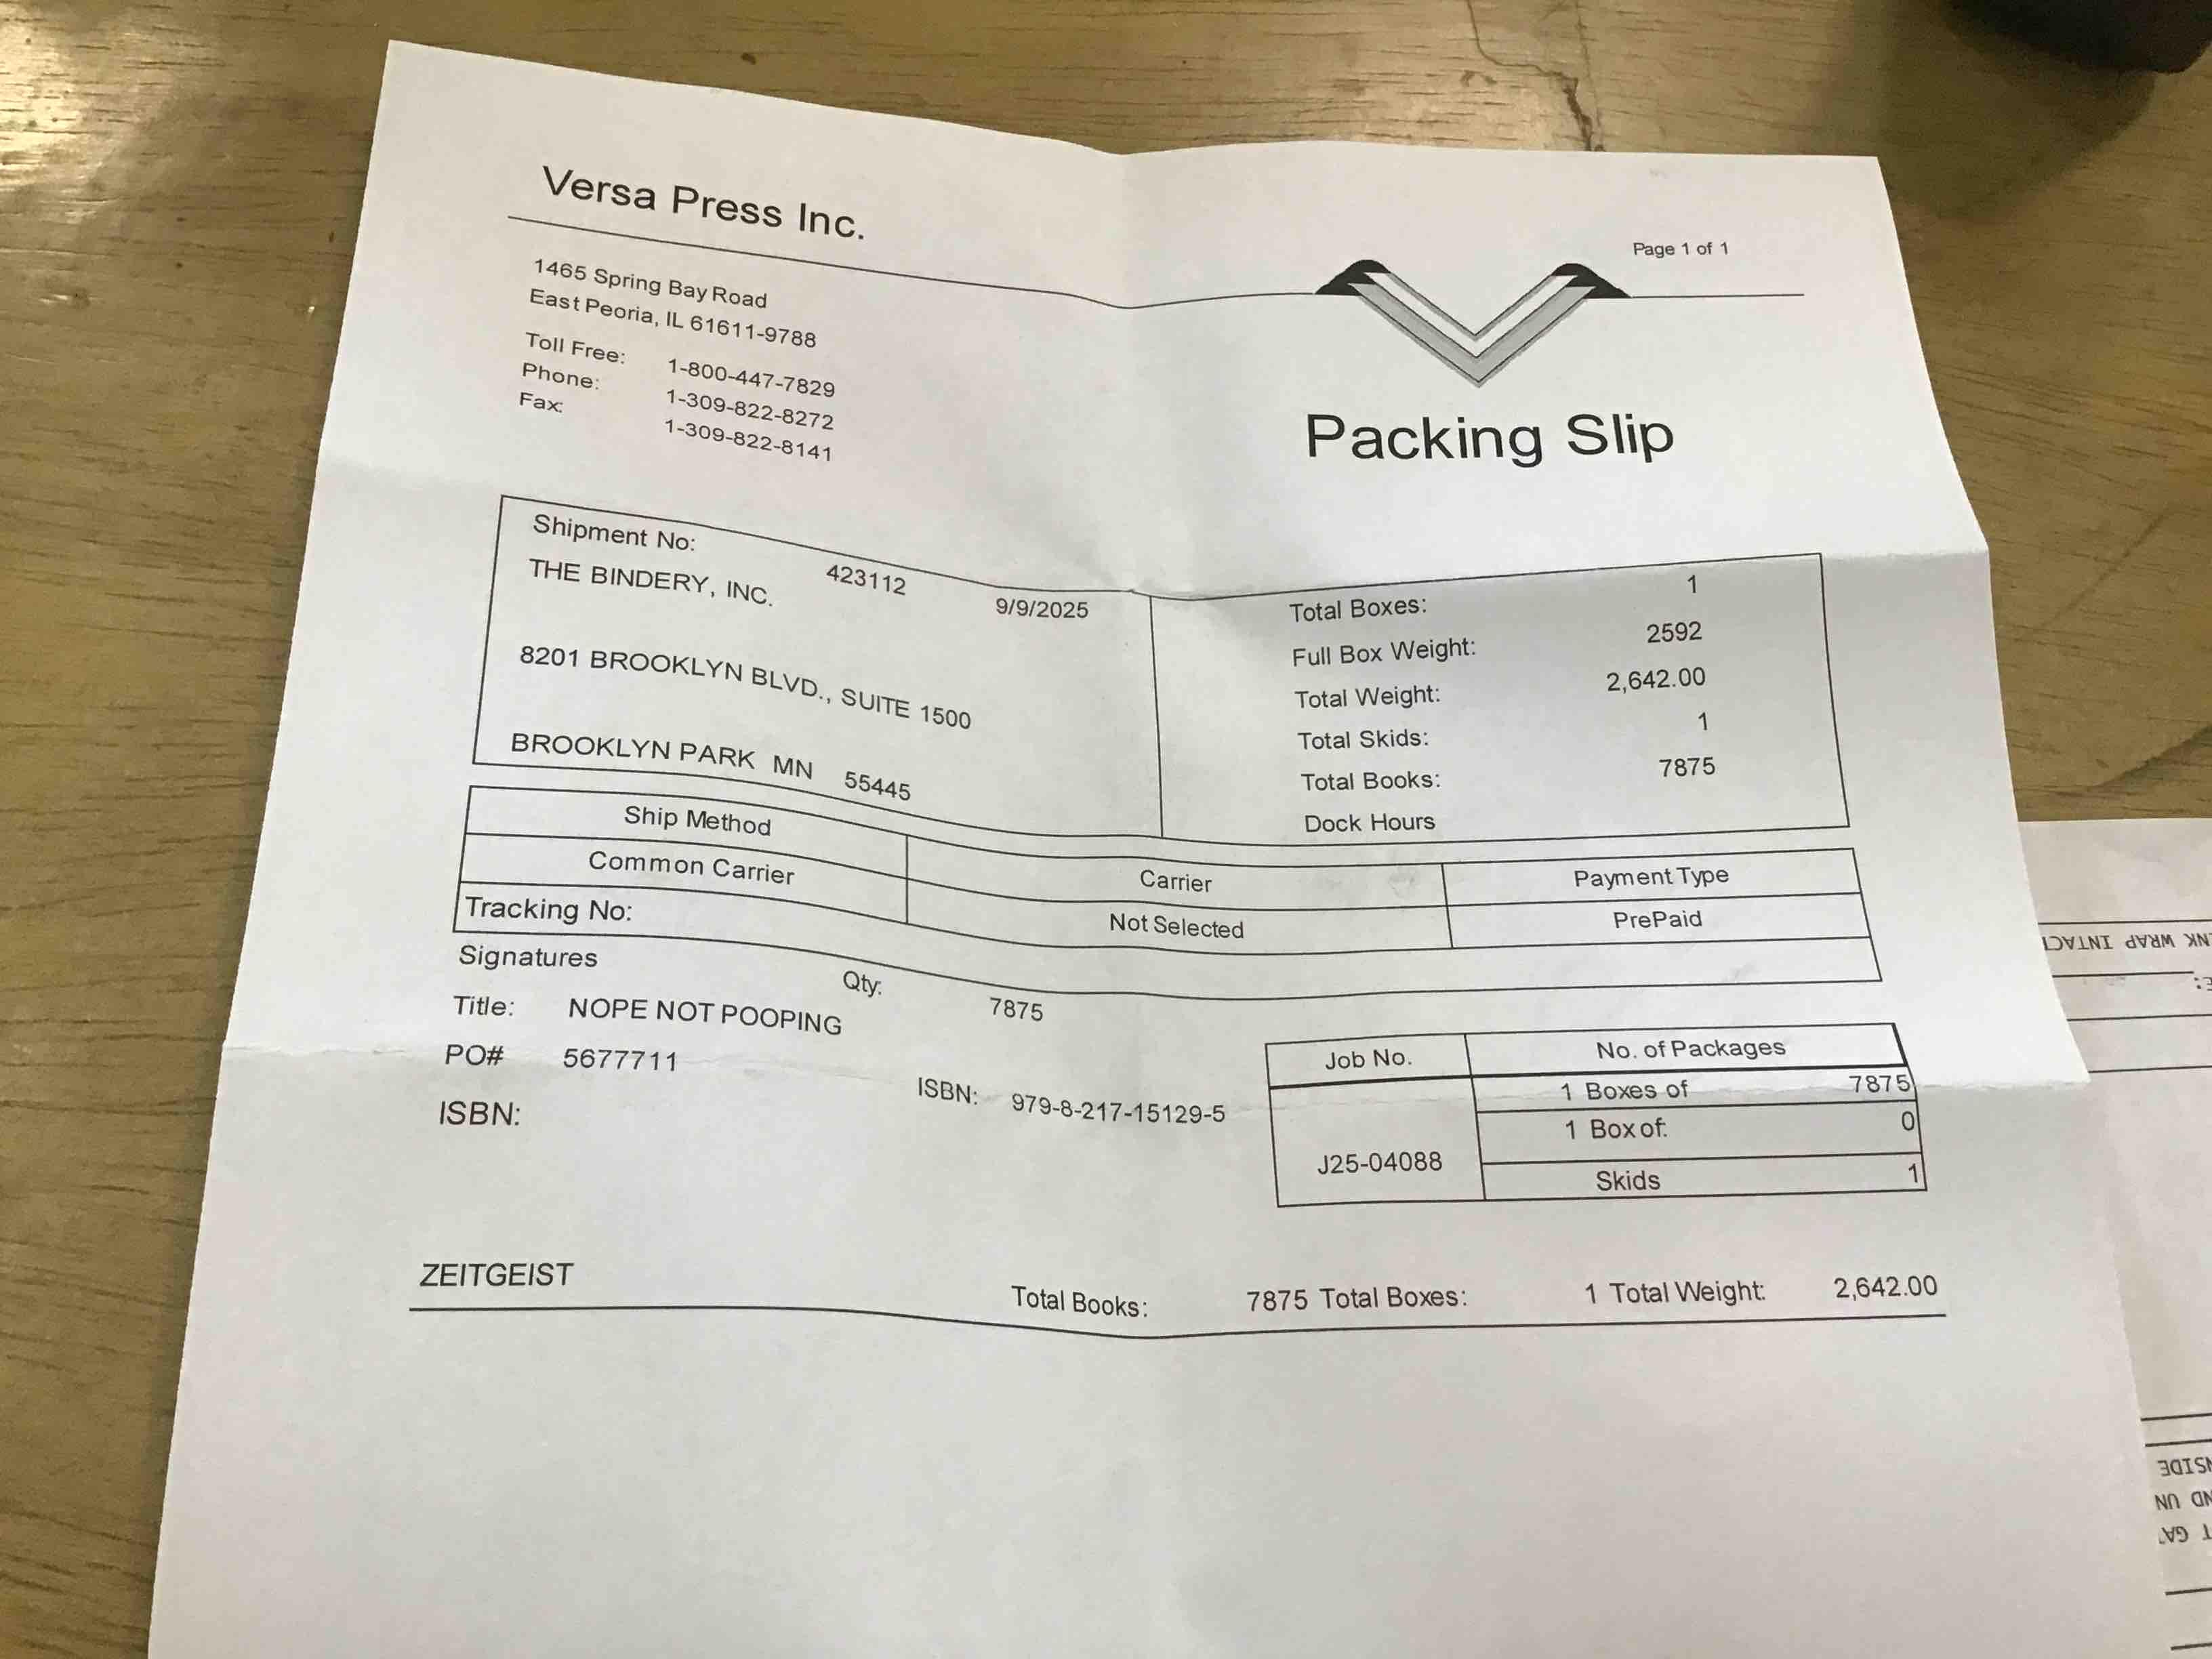 Versa Press Inc.
Page 1 of 1
1465 Spring Bay Road
East Peoria, IL 61611-9788
Toll Free: 1-800-447-7829
Phone: 1-309-822-8272
Fax: 1-309-822-8141
Packing Slip
Shipment No: 423112 9/9/2025
THE BINDERY, INC.
8201 BROOKLYN BLVD., SUITE 1500
BROOKLYN PARK MN 55445
Total Boxes: 1
Full Box Weight: 2592
Total Weight: 2,642.00
Total Skids: 1
Total Books: 7875
Dock Hours
Ship Method Carrier Payment Type
Common Carrier Not Selected PrePaid
Tracking No:
Signatures Qty: 7875
Title: NOPE NOT POOPING
PO# 5677711 ISBN: 979-8-217-15129-5
ISBN:
Job No. No. of Packages
J25-04088
1 Boxes of 7875
1 Box of: 0
Skids 1
ZEITGEIST Total Books: 7875 Total Boxes: 1 Total Weight: 2,642.00
WRAP INTACT